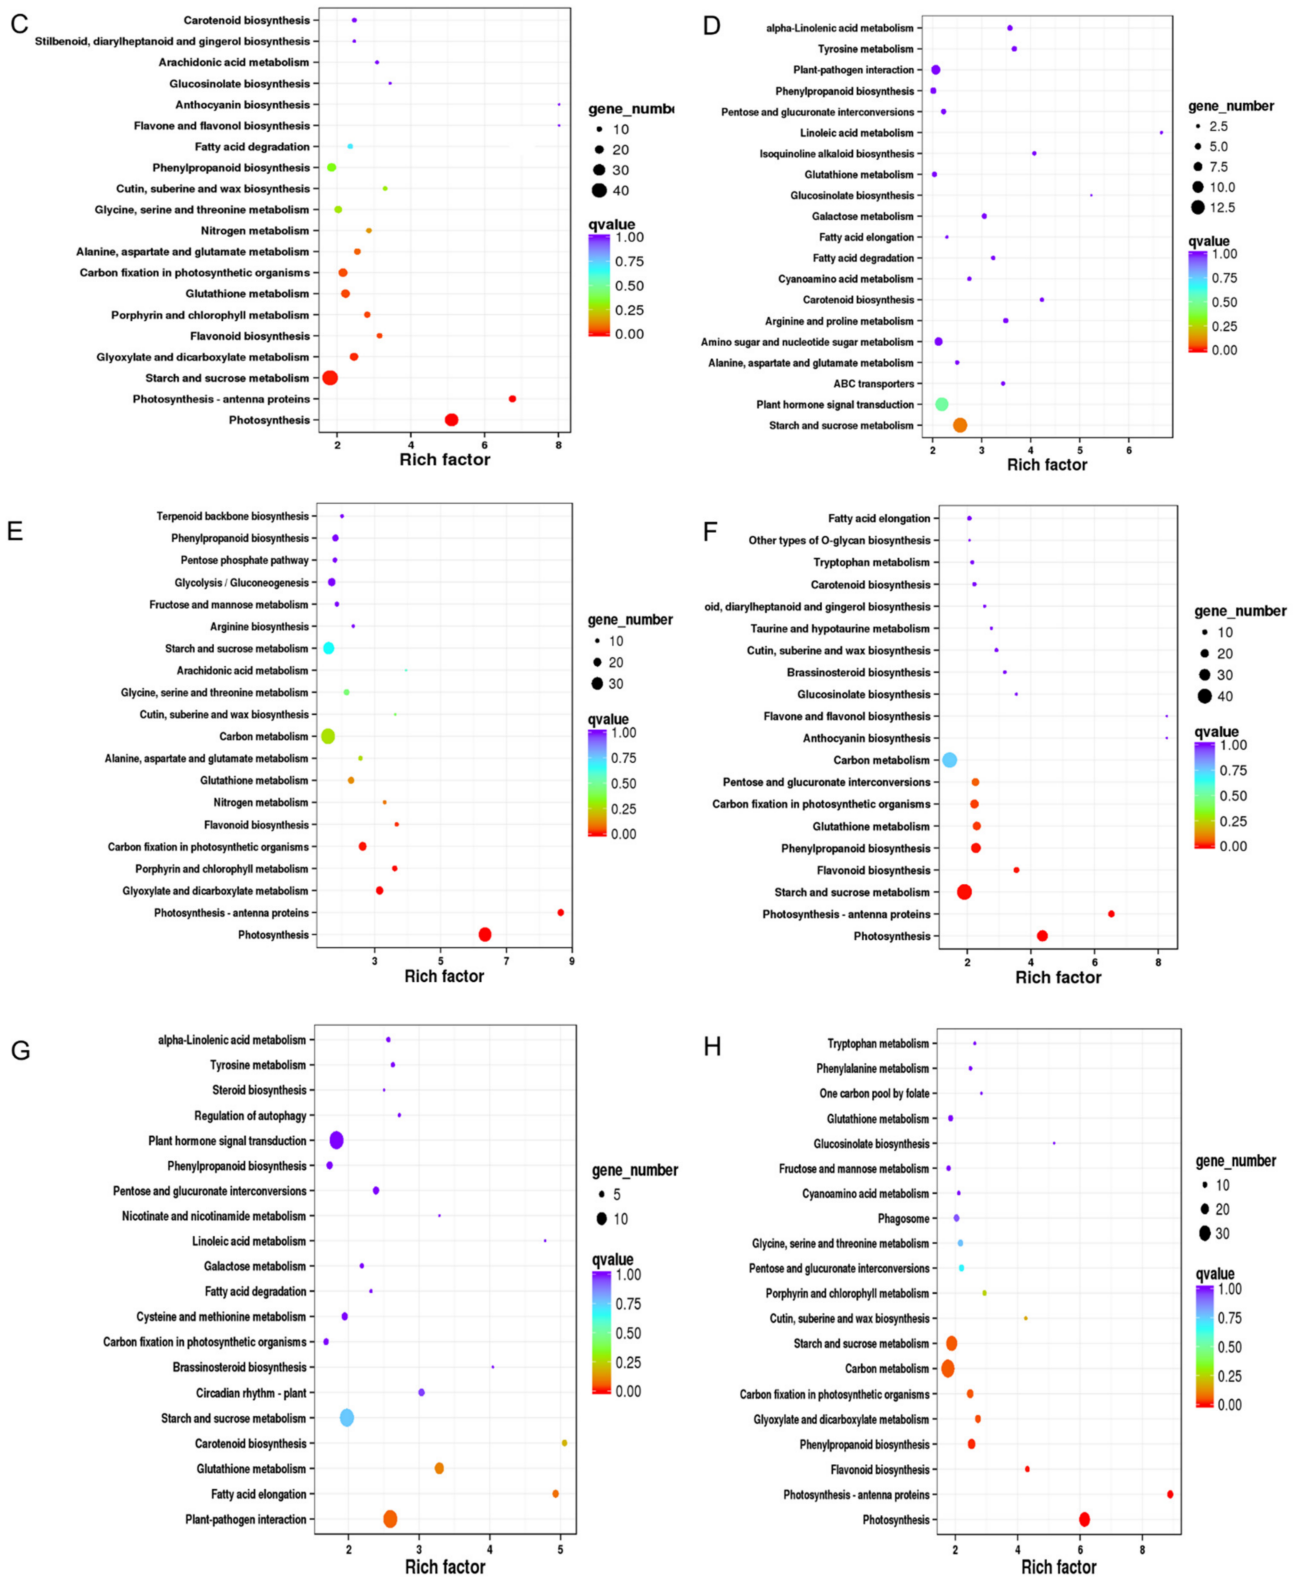 C
Carotenoid biosynthesis
Stilbenoid, diarylheptanoid and gingerol biosynthesis
Arachidonic acid metabolism
Glucosinolate biosynthesis
Anthocyanin biosynthesis
Flavone and flavonol biosynthesis
Fatty acid degradation
Phenylpropanoid biosynthesis
Cutin, suberine and wax biosynthesis
Glycine, serine and threonine metabolism
Nitrogen metabolism
Alanine, aspartate and glutamate metabolism
Carbon fixation in photosynthetic organisms
Glutathione metabolism
Porphyrin and chlorophyll metabolism
Flavonoid biosynthesis
Glyoxylate and dicarboxylate metabolism
Starch and sucrose metabolism
Photosynthesis - antenna proteins
Photosynthesis
2 4 6 8
Rich factor
gene_numb
10
20
30
40
qvalue
1.00
0.75
0.50
0.25
0.00
D
alpha-Linolenic acid metabolism
Tyrosine metabolism
Plant-pathogen interaction
Phenylpropanoid biosynthesis
Pentose and glucuronate interconversions
Linoleic acid metabolism
Isoquinoline alkaloid biosynthesis
Glutathione metabolism
Glucosinolate biosynthesis
Galactose metabolism
Fatty acid elongation
Fatty acid degradation
Cyanoamino acid metabolism
Carotenoid biosynthesis
Arginine and proline metabolism
Amino sugar and nucleotide sugar metabolism
Alanine, aspartate and glutamate metabolism
ABC transporters
Plant hormone signal transduction
Starch and sucrose metabolism
2 3 4 5 6
Rich factor
gene_number
2.5
5.0
7.5
10.0
12.5
qvalue
1.00
0.75
0.50
0.25
0.00
E
Terpenoid backbone biosynthesis
Phenylpropanoid biosynthesis
Pentose phosphate pathway
Glycolysis / Gluconeogenesis
Fructose and mannose metabolism
Arginine biosynthesis
Starch and sucrose metabolism
Arachidonic acid metabolism
Glycine, serine and threonine metabolism
Cutin, suberine and wax biosynthesis
Carbon metabolism
Alanine, aspartate and glutamate metabolism
Glutathione metabolism
Nitrogen metabolism
Flavonoid biosynthesis
Carbon fixation in photosynthetic organisms
Porphyrin and chlorophyll metabolism
Glyoxylate and dicarboxylate metabolism
Photosynthesis - antenna proteins
Photosynthesis
3 5 7 9
Rich factor
gene_number
10
20
30
qvalue
1.00
0.75
0.50
0.25
0.00
F
Fatty acid elongation
Other types of O-glycan biosynthesis
Tryptophan metabolism
Carotenoid biosynthesis
oid, diarylheptanoid and gingerol biosynthesis
Taurine and hypotaurine metabolism
Cutin, suberine and wax biosynthesis
Brassinosteroid biosynthesis
Glucosinolate biosynthesis
Flavone and flavonol biosynthesis
Anthocyanin biosynthesis
Carbon metabolism
Pentose and glucuronate interconversions
Carbon fixation in photosynthetic organisms
Glutathione metabolism
Phenylpropanoid biosynthesis
Flavonoid biosynthesis
Starch and sucrose metabolism
Photosynthesis - antenna proteins
Photosynthesis
2 4 6 8
Rich factor
gene_number
10
20
30
40
qvalue
1.00
0.75
0.50
0.25
0.00
G
alpha-Linolenic acid metabolism
Tyrosine metabolism
Steroid biosynthesis
Regulation of autophagy
Plant hormone signal transduction
Phenylpropanoid biosynthesis
Pentose and glucuronate interconversions
Nicotinate and nicotinamide metabolism
Linoleic acid metabolism
Galactose metabolism
Fatty acid degradation
Cysteine and methionine metabolism
Carbon fixation in photosynthetic organisms
Brassinosteroid biosynthesis
Circadian rhythm - plant
Starch and sucrose metabolism
Carotenoid biosynthesis
Glutathione metabolism
Fatty acid elongation
Plant-pathogen interaction
2 3 4 5
Rich factor
gene_number
5
10
qvalue
1.00
0.75
0.50
0.25
0.00
H
Tryptophan metabolism
Phenylalanine metabolism
One carbon pool by folate
Glutathione metabolism
Glucosinolate biosynthesis
Fructose and mannose metabolism
Cyanoamino acid metabolism
Phagosome
Glycine, serine and threonine metabolism
Pentose and glucuronate interconversions
Porphyrin and chlorophyll metabolism
Cutin, suberine and wax biosynthesis
Starch and sucrose metabolism
Carbon metabolism
Carbon fixation in photosynthetic organisms
Glyoxylate and dicarboxylate metabolism
Phenylpropanoid biosynthesis
Flavonoid biosynthesis
Photosynthesis - antenna proteins
Photosynthesis
2 4 6 8
Rich factor
gene_number
10
20
30
qvalue
1.00
0.75
0.50
0.25
0.00